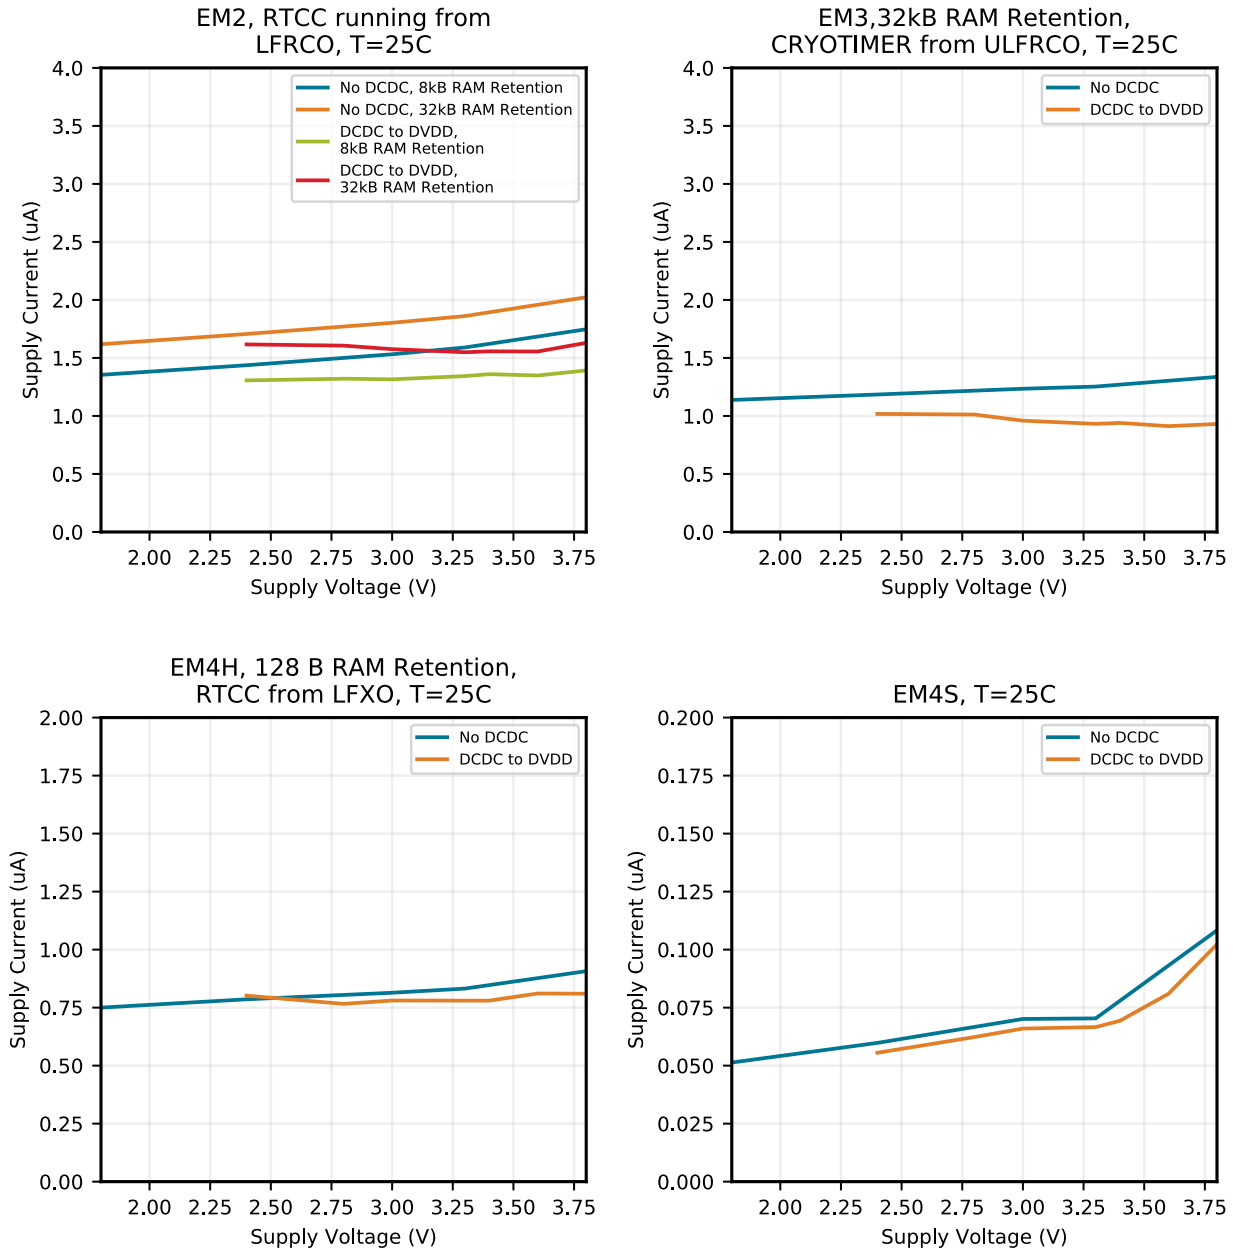 EM2, RTCC running from
LFRCO, T=25C
4.0
3.5
3.0
2.5
2.0
1.5
1.0
0.5
0.0
Supply Current (uA)
No DCDC, 8kB RAM Retention
No DCDC, 32kB RAM Retention
DCDC to DVDD,
8kB RAM Retention
DCDC to DVDD,
32kB RAM Retention
2.00 2.25 2.50 2.75 3.00 3.25 3.50 3.75
Supply Voltage (V)
EM3,32kB RAM Retention,
CRYOTIMER from ULFRCO, T=25C
4.0
3.5
3.0
2.5
2.0
1.5
1.0
0.5
0.0
Supply Current (uA)
No DCDC
DCDC to DVDD
2.00 2.25 2.50 2.75 3.00 3.25 3.50 3.75
Supply Voltage (V)
EM4H, 128 B RAM Retention,
RTCC from LFXO, T=25C
2.00
1.75
1.50
1.25
1.00
0.75
0.50
0.25
0.00
Supply Current (uA)
No DCDC
DCDC to DVDD
2.00 2.25 2.50 2.75 3.00 3.25 3.50 3.75
Supply Voltage (V)
EM4S, T=25C
0.200
0.175
0.150
0.125
0.100
0.075
0.050
0.025
0.000
Supply Current (uA)
No DCDC
DCDC to DVDD
2.00 2.25 2.50 2.75 3.00 3.25 3.50 3.75
Supply Voltage (V)